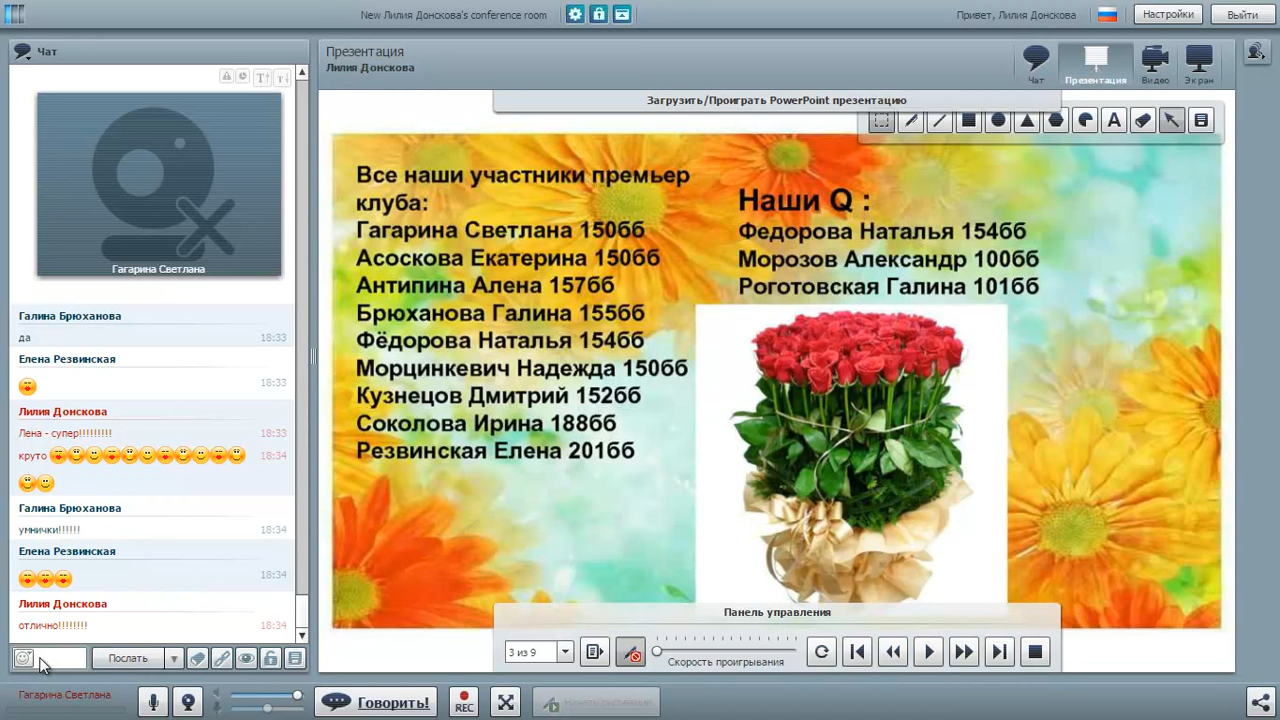 New Лилия Донскова's conference room
Привет, Лилия Донскова
Настройки
Выйти
Чат
Гагарина Светлана
Галина Брюханова
да 18:33
Елена Резвинская
18:33
Лилия Донскова
Лена - супер!!!!!!!!! 18:33
круто 18:34
Галина Брюханова
умнички!!!!!! 18:34
Елена Резвинская
18:34
Лилия Донскова
отлично!!!!!!!! 18:34
Послать
Гагарина Светлана
Презентация
Лилия Донскова
Чат
Презентация
Видео
Экран
Загрузить/Проиграть PowerPoint презентацию
A
Все наши участники премьер
клуба:
Гагарина Светлана 150бб
Асоскова Екатерина 150бб
Антипина Алена 157бб
Брюханова Галина 155бб
Фёдорова Наталья 154бб
Морцинкевич Надежда 150бб
Кузнецов Дмитрий 152бб
Соколова Ирина 188бб
Резвинская Елена 201бб
Наши Q :
Федорова Наталья 154бб
Морозов Александр 100бб
Роготовская Галина 101бб
Панель управления
3 из 9
Скорость проигрывания
Говорить!
REC